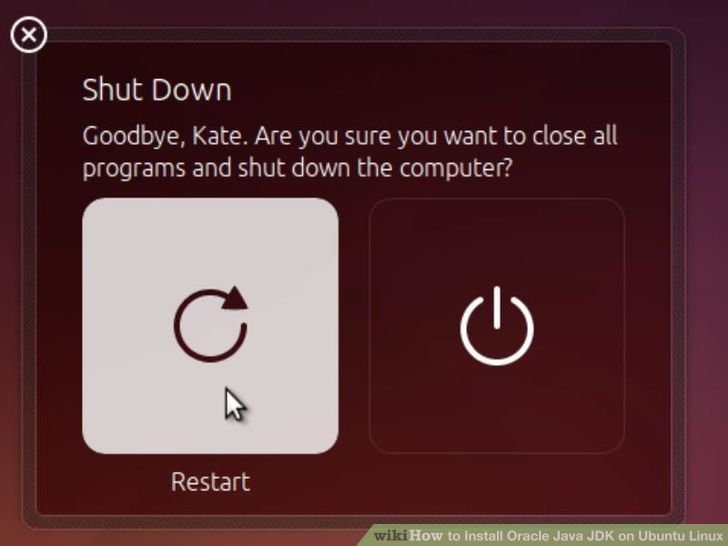 Shut Down
Goodbye, Kate. Are you sure you want to close all
programs and shut down the computer?
Restart
wikiHow to Install Oracle Java JDK on Ubuntu Linux